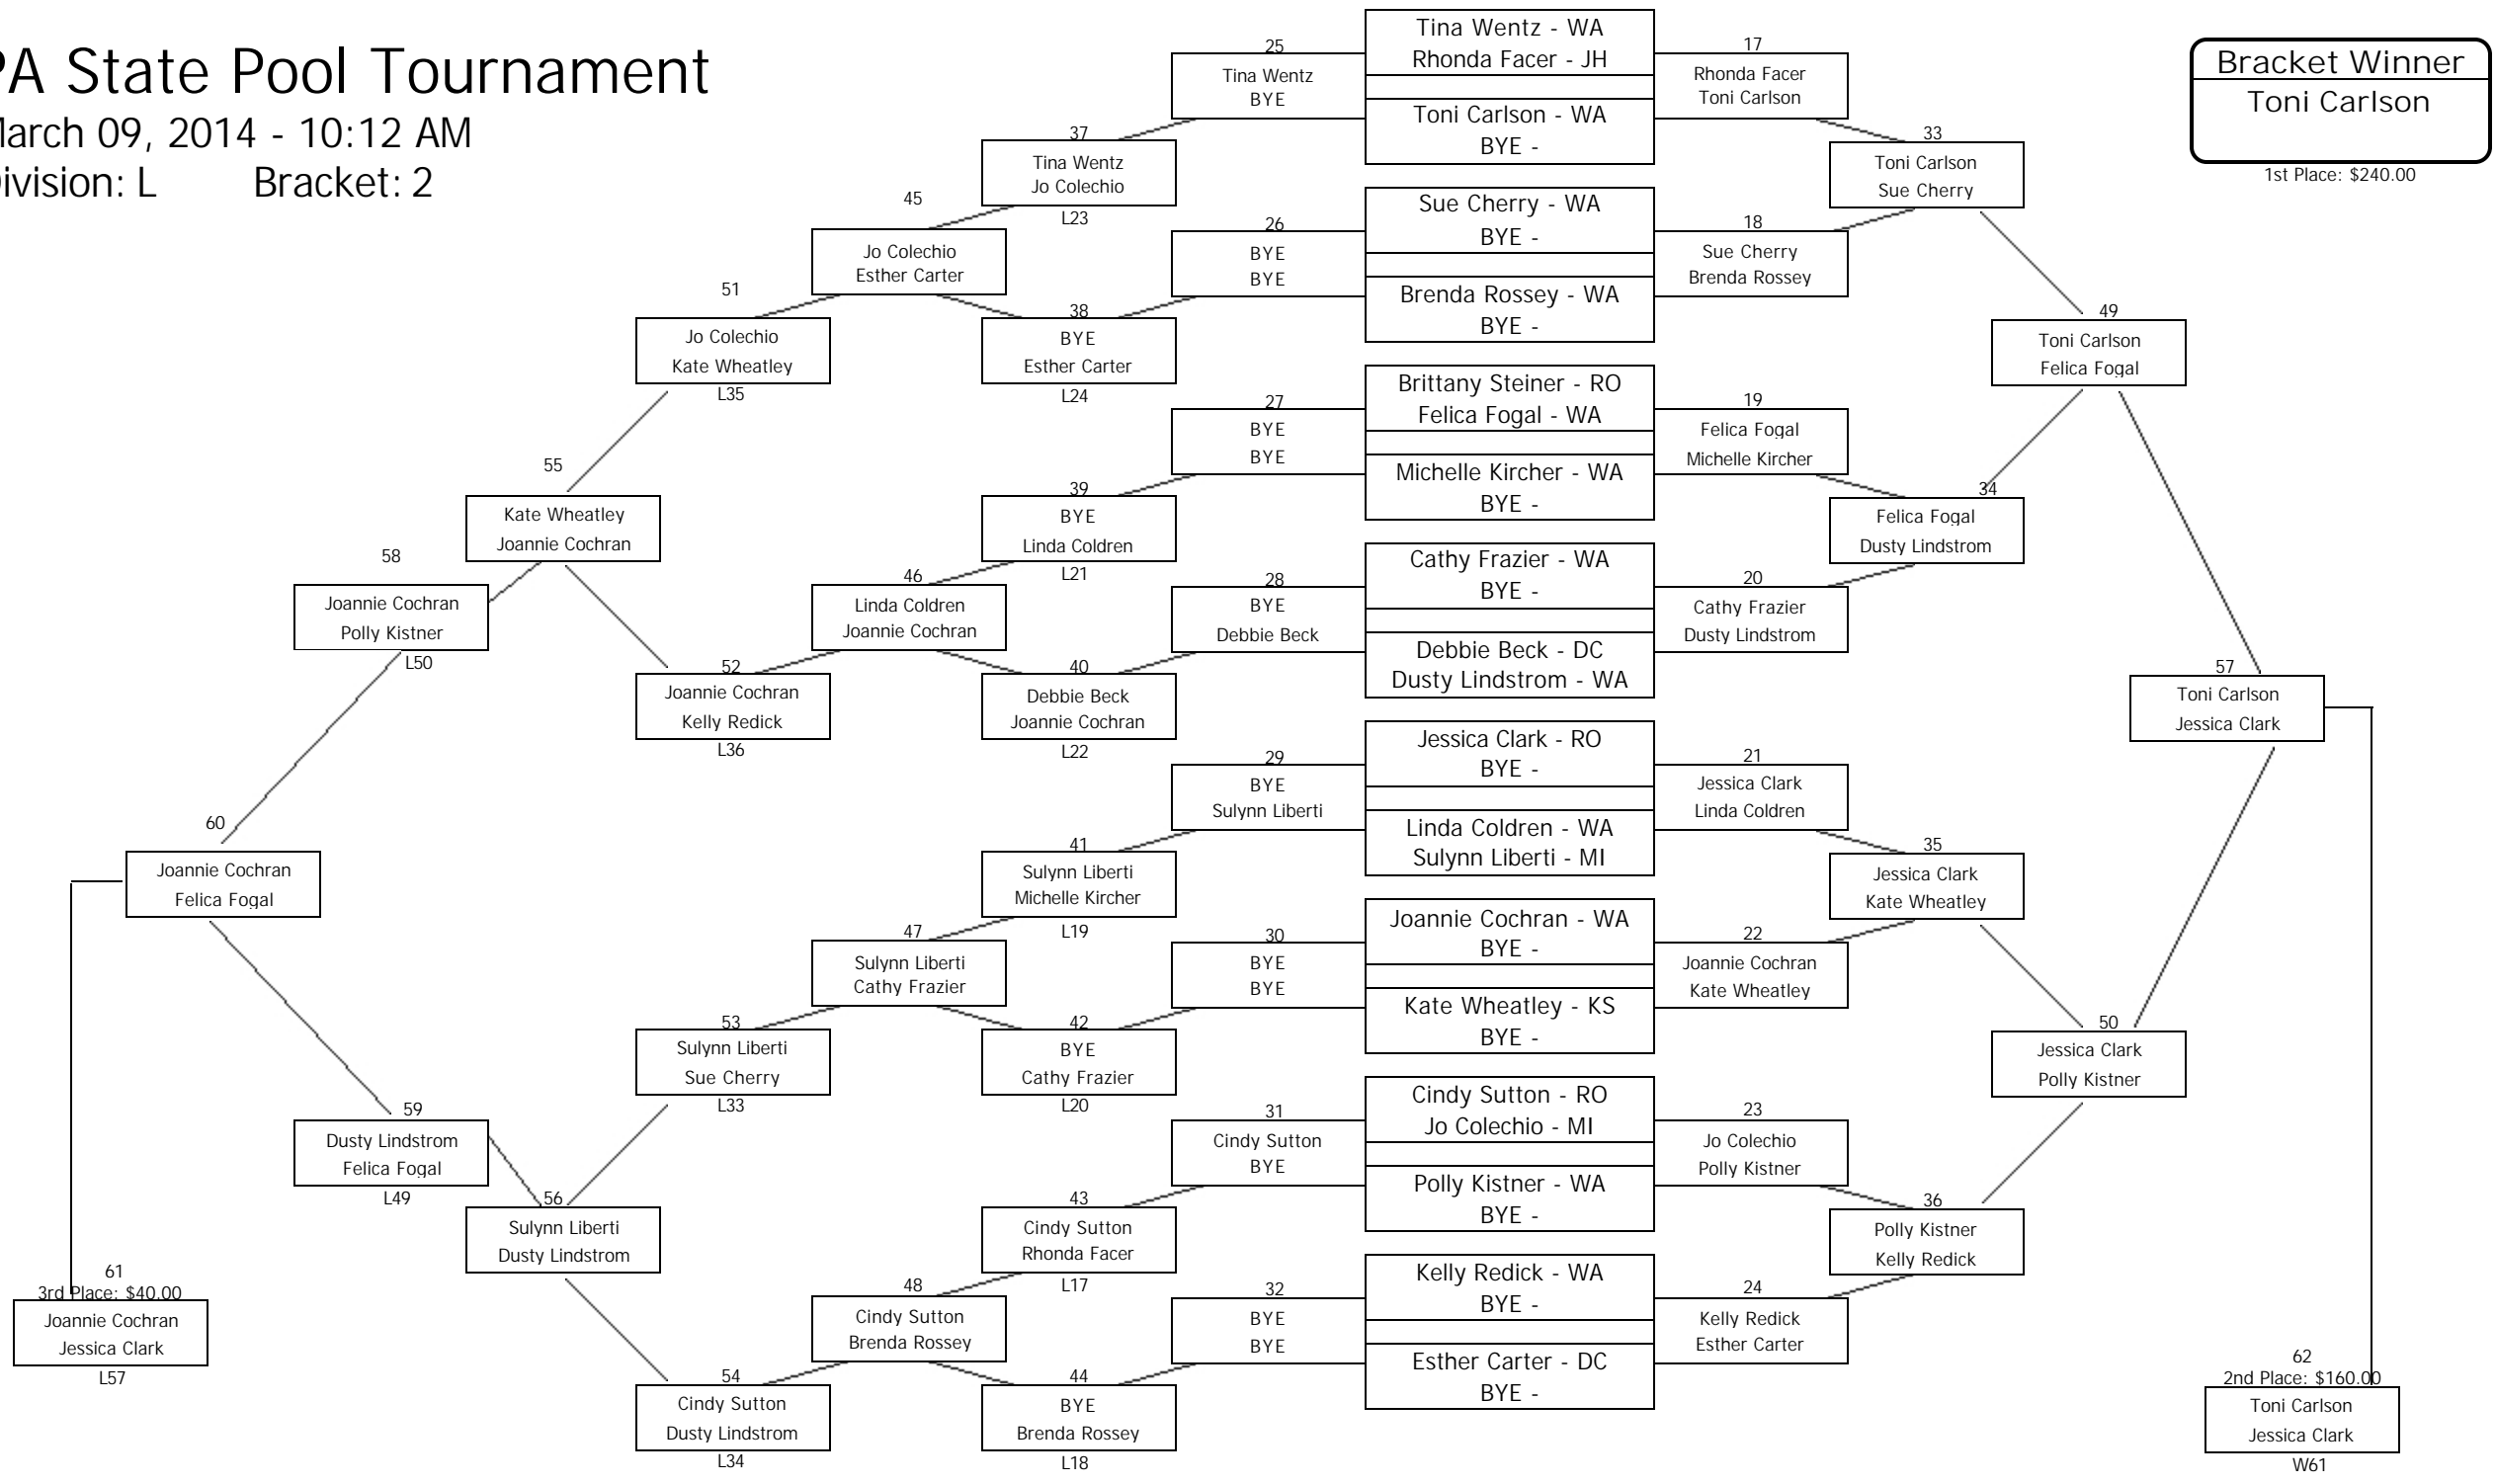 PA State Pool Tournament
March 09, 2014 - 10:12 AM
Division: L Bracket: 2
Bracket Winner
Toni Carlson
1st Place: $240.00
Tina Wentz - WA
Rhonda Facer - JH
Toni Carlson - WA
BYE -
Sue Cherry - WA
BYE -
Brenda Rossey - WA
BYE -
Brittany Steiner - RO
Felica Fogal - WA
Michelle Kircher - WA
BYE -
Cathy Frazier - WA
BYE -
Debbie Beck - DC
Dusty Lindstrom - WA
Jessica Clark - RO
BYE -
Linda Coldren - WA
Sulynn Liberti - MI
Joannie Cochran - WA
BYE -
Kate Wheatley - KS
BYE -
Cindy Sutton - RO
Jo Colechio - MI
Polly Kistner - WA
BYE -
Kelly Redick - WA
BYE -
Esther Carter - DC
BYE -
17
Rhonda Facer
Toni Carlson
18
Sue Cherry
Brenda Rossey
19
Felica Fogal
Michelle Kircher
20
Cathy Frazier
Dusty Lindstrom
21
Jessica Clark
Linda Coldren
22
Joannie Cochran
Kate Wheatley
23
Jo Colechio
Polly Kistner
24
Kelly Redick
Esther Carter
25
Tina Wentz
BYE
26
BYE
BYE
27
BYE
BYE
28
BYE
Debbie Beck
29
BYE
Sulynn Liberti
30
BYE
BYE
31
Cindy Sutton
BYE
32
BYE
BYE
33
Toni Carlson
Sue Cherry
34
Felica Fogal
Dusty Lindstrom
35
Jessica Clark
Kate Wheatley
36
Polly Kistner
Kelly Redick
37
Tina Wentz
Jo Colechio
L23
38
BYE
Esther Carter
L24
39
BYE
Linda Coldren
L21
40
Debbie Beck
Joannie Cochran
L22
41
Sulynn Liberti
Michelle Kircher
L19
42
BYE
Cathy Frazier
L20
43
Cindy Sutton
Rhonda Facer
L17
44
BYE
Brenda Rossey
L18
45
Jo Colechio
Esther Carter
46
Linda Coldren
Joannie Cochran
47
Sulynn Liberti
Cathy Frazier
48
Cindy Sutton
Brenda Rossey
49
Toni Carlson
Felica Fogal
50
Jessica Clark
Polly Kistner
51
Jo Colechio
Kate Wheatley
L35
52
Joannie Cochran
Kelly Redick
L36
53
Sulynn Liberti
Sue Cherry
L33
54
Cindy Sutton
Dusty Lindstrom
L34
55
Kate Wheatley
Joannie Cochran
56
Sulynn Liberti
Dusty Lindstrom
57
Toni Carlson
Jessica Clark
58
Joannie Cochran
Polly Kistner
L50
59
Dusty Lindstrom
Felica Fogal
L49
60
Joannie Cochran
Felica Fogal
61
3rd Place: $40.00
Joannie Cochran
Jessica Clark
L57
62
2nd Place: $160.00
Toni Carlson
Jessica Clark
W61